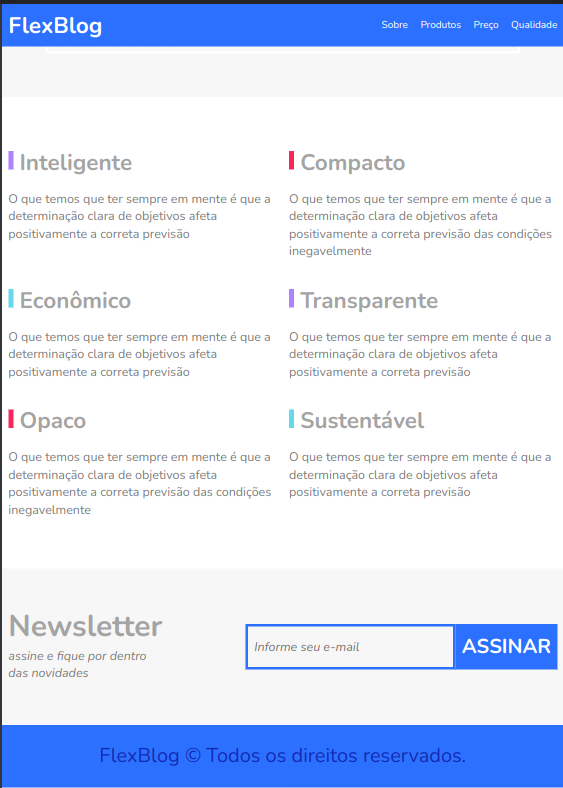 FlexBlog
Sobre Produtos Preço Qualidade
Inteligente
O que temos que ter sempre em mente é que a
determinação clara de objetivos afeta
positivamente a correta previsão
Compacto
O que temos que ter sempre em mente é que a
determinação clara de objetivos afeta
positivamente a correta previsão das condições
inegavelmente
Econômico
O que temos que ter sempre em mente é que a
determinação clara de objetivos afeta
positivamente a correta previsão
Transparente
O que temos que ter sempre em mente é que a
determinação clara de objetivos afeta
positivamente a correta previsão
Opaco
O que temos que ter sempre em mente é que a
determinação clara de objetivos afeta
positivamente a correta previsão das condições
inegavelmente
Sustentável
O que temos que ter sempre em mente é que a
determinação clara de objetivos afeta
positivamente a correta previsão
Newsletter
assine e fique por dentro
das novidades
Informe seu e-mail
ASSINAR
FlexBlog © Todos os direitos reservados.